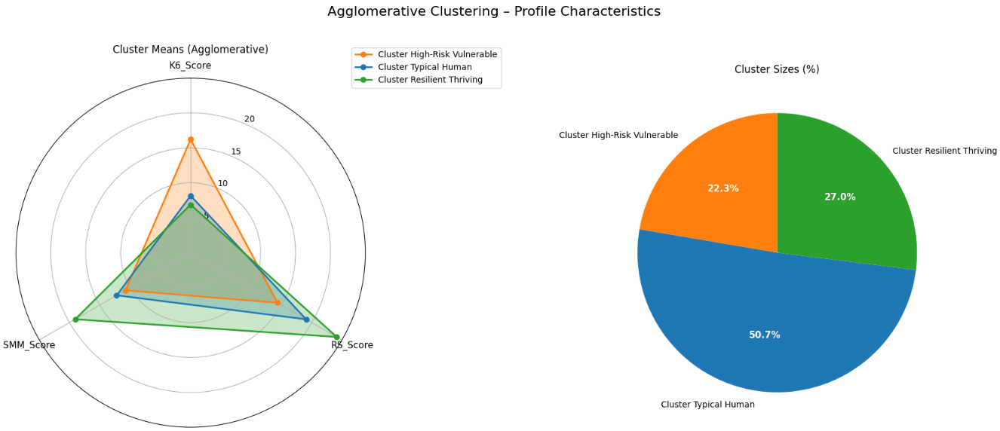 Agglomerative Clustering – Profile Characteristics
Cluster Means (Agglomerative)
K6_Score
Cluster High-Risk Vulnerable
Cluster Typical Human
Cluster Resilient Thriving
20
15
10
5
SMM_Score
RS_Score
Cluster Sizes (%)
Cluster High-Risk Vulnerable
Cluster Resilient Thriving
22.3%
27.0%
50.7%
Cluster Typical Human